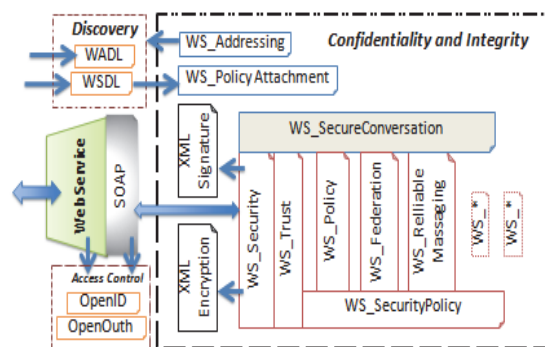 Discovery
WADL
WSDL
WS_Addressing
WS_Policy Attachment
Confidentiality and Integrity
WebService
SOAP
XML
Signature
XML
Encryption
WS_SecureConversation
WS_Security
WS_Trust
WS_Policy
WS_Federation
WS_Relliable
Massaging
WS_*
WS_*
WS_SecurityPolicy
Access Control
OpenID
OpenOuth